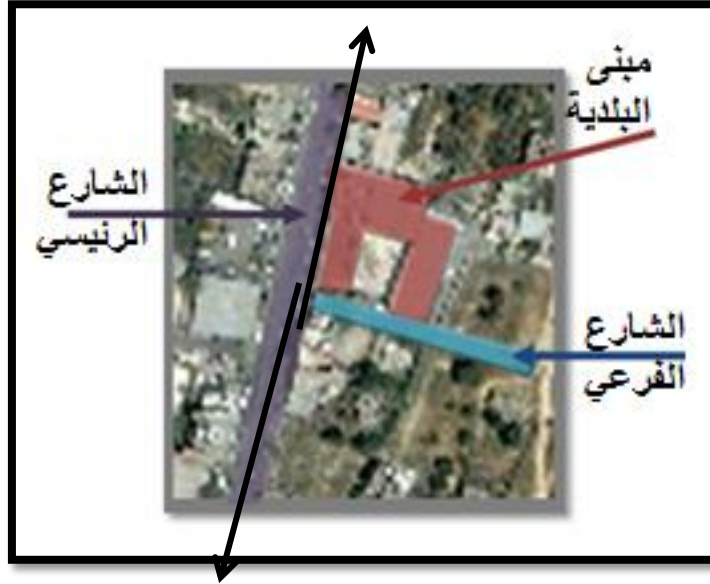 مبنى
البلدية
الشارع
الرئيسي
الشارع
الفرعي